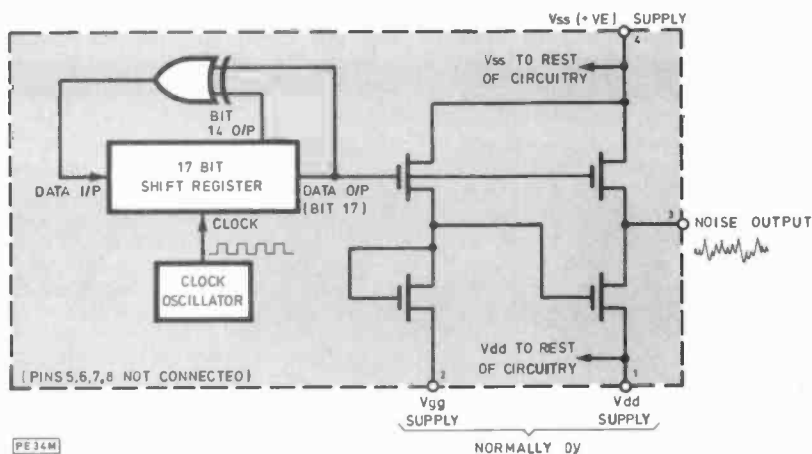 Vss (+VE) SUPPLY
4
Vss TO REST
OF CIRCUITRY
BIT
14 O/P
17 BIT
SHIFT REGISTER
DATA I/P
DATA O/P
(BIT 17)
CLOCK
3 NOISE OUTPUT
CLOCK
OSCILLATOR
Vdd TO REST
OF CIRCUITRY
(PINS 5,6,7,8 NOT CONNECTED)
2
1
Vgg
SUPPLY
Vdd
SUPPLY
PE34M
NORMALLY 0V